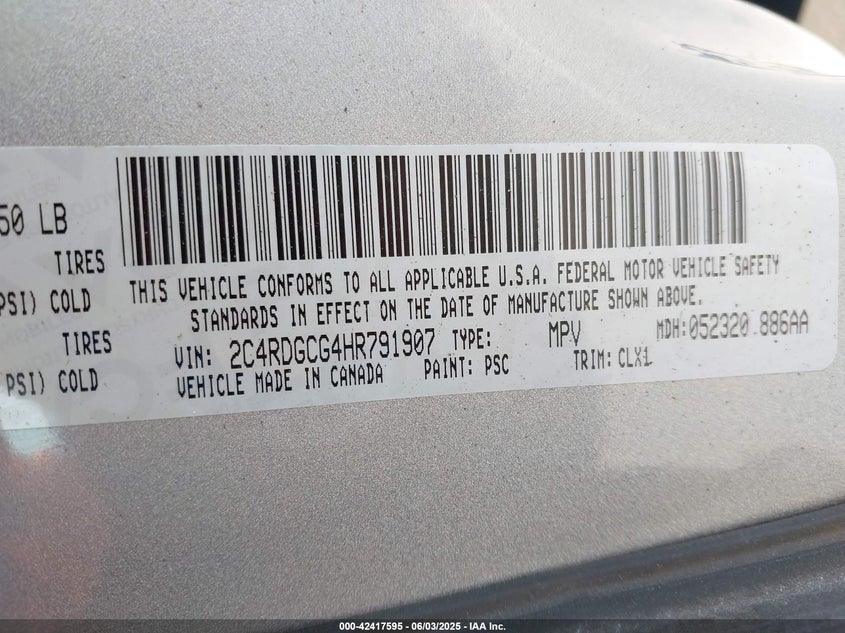 50 LB
TIRES
PSI) COLD
TIRES
PSI) COLD
THIS VEHICLE CONFORMS TO ALL APPLICABLE U.S.A. FEDERAL MOTOR VEHICLE SAFETY
STANDARDS IN EFFECT ON THE DATE OF MANUFACTURE SHOWN ABOVE.
VIN: 2C4RDGCG4HR791907 TYPE: MPV MDH: 052320 886AA
VEHICLE MADE IN CANADA PAINT: PSC TRIM: CLX1
000-42417595 - 06/03/2025 - IAA Inc.